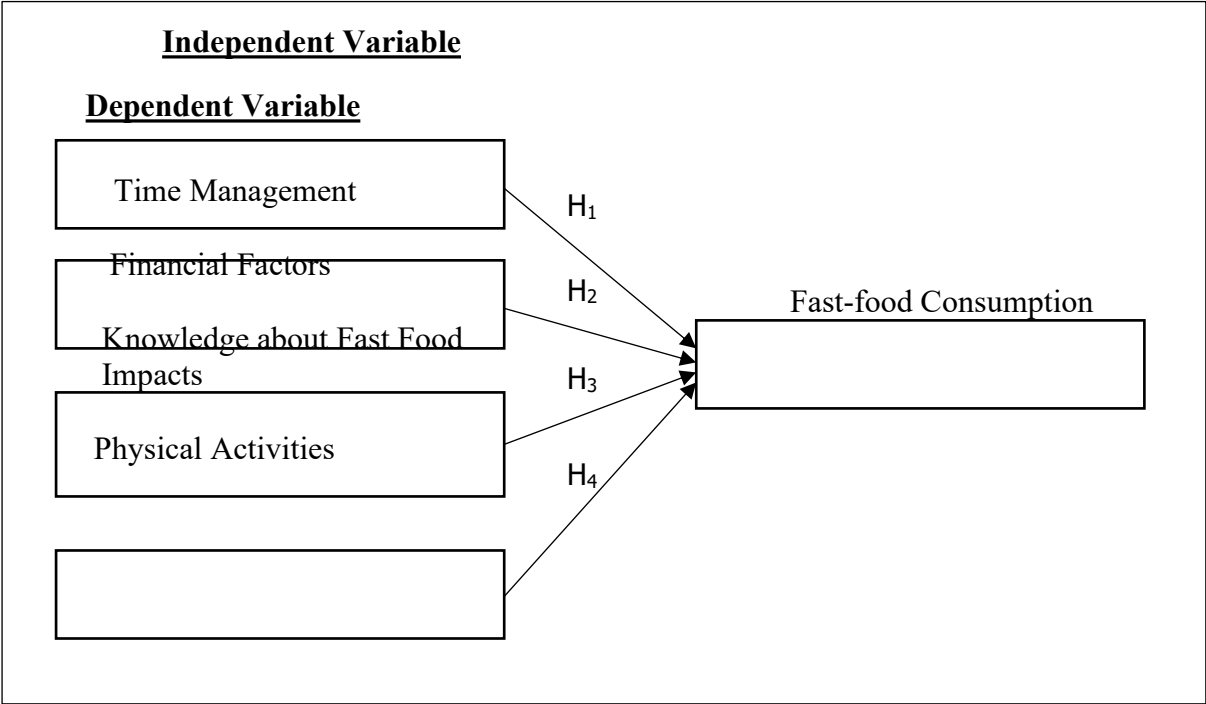 Independent Variable
Dependent Variable
Time Management
H₁
Financial Factors
H₂
Fast-food Consumption
Knowledge about Fast Food
Impacts
H₃
Physical Activities
H₄